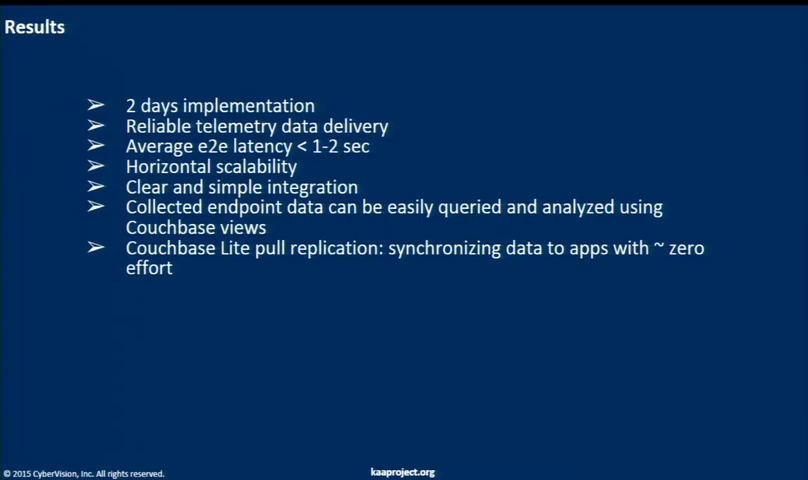 Results
➢ 2 days implementation
➢ Reliable telemetry data delivery
➢ Average e2e latency < 1-2 sec
➢ Horizontal scalability
➢ Clear and simple integration
➢ Collected endpoint data can be easily queried and analyzed using
Couchbase views
➢ Couchbase Lite pull replication: synchronizing data to apps with ~ zero
effort
© 2015 CyberVision, Inc. All rights reserved.
kaaproject.org